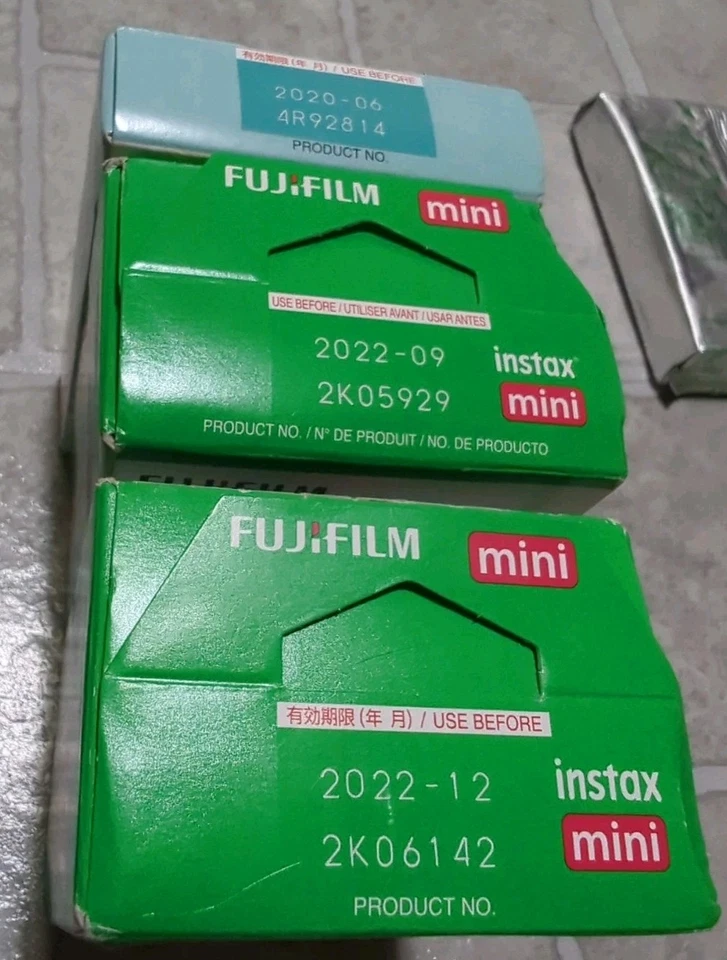 有効期限(年 月) / USE BEFORE
2020-06
4R92814
PRODUCT NO.
FUJIFILM mini
USE BEFORE / UTILISER AVANT / USAR ANTES
2022-09 instax
2K05929 mini
PRODUCT NO. / N° DE PRODUIT / NO. DE PRODUCTO
FUJIFILM
FUJIFILM mini
有効期限(年 月) / USE BEFORE
2022-12 instax
2K06142 mini
PRODUCT NO.